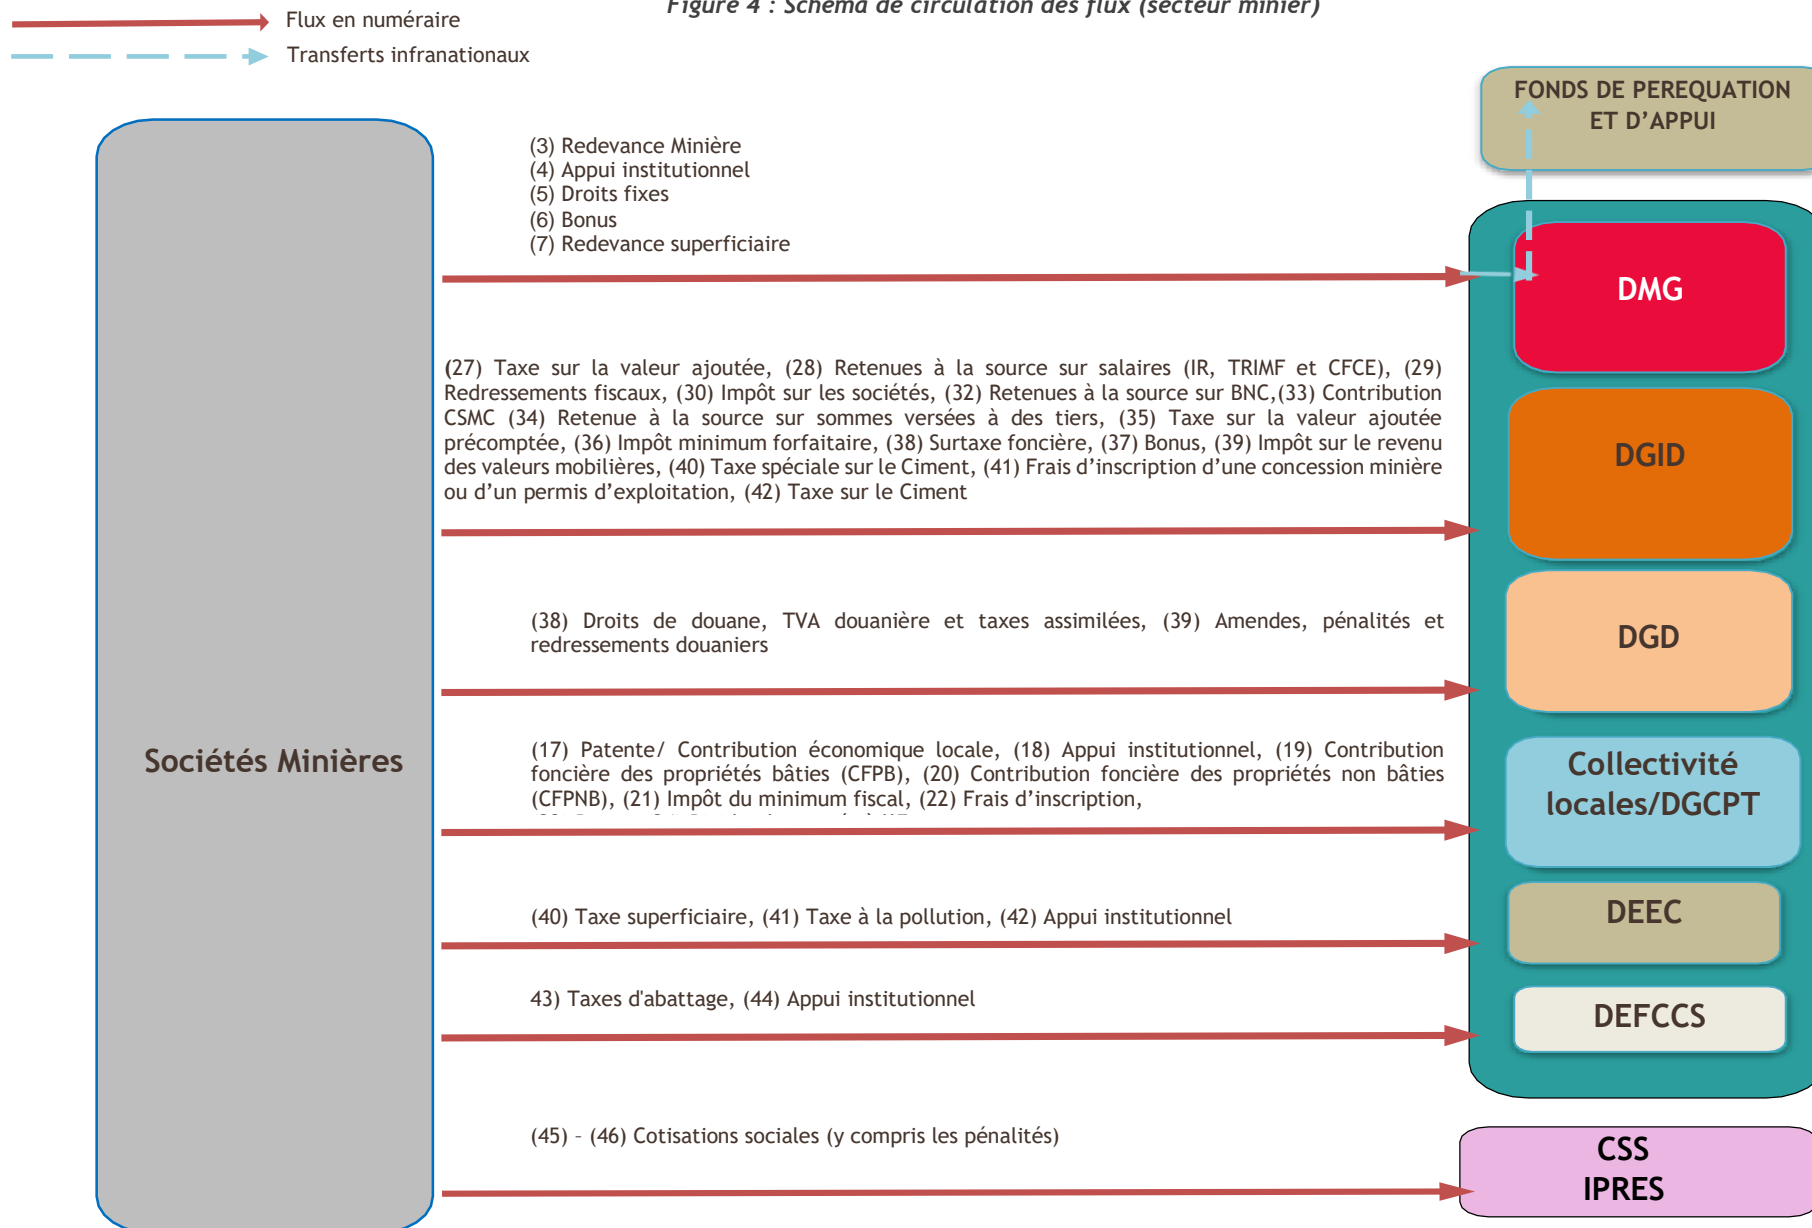 Figure 4 : Schéma de circulation des flux (secteur minier)
Flux en numéraire
Transferts infranationaux
FONDS DE PEREQUATION
ET D’APPUI
Sociétés Minières
(3) Redevance Minière
(4) Appui institutionnel
(5) Droits fixes
(6) Bonus
(7) Redevance superficiaire
DMG
(27) Taxe sur la valeur ajoutée, (28) Retenues à la source sur salaires (IR, TRIMF et CFCE), (29)
Redressements fiscaux, (30) Impôt sur les sociétés, (32) Retenues à la source sur BNC,(33) Contribution
CSMC (34) Retenue à la source sur sommes versées à des tiers, (35) Taxe sur la valeur ajoutée
précomptée, (36) Impôt minimum forfaitaire, (38) Surtaxe foncière, (37) Bonus, (39) Impôt sur le revenu
des valeurs mobilières, (40) Taxe spéciale sur le Ciment, (41) Frais d’inscription d’une concession minière
ou d’un permis d’exploitation, (42) Taxe sur le Ciment
DGID
(38) Droits de douane, TVA douanière et taxes assimilées, (39) Amendes, pénalités et
redressements douaniers
DGD
(17) Patente/ Contribution économique locale, (18) Appui institutionnel, (19) Contribution
foncière des propriétés bâties (CFPB), (20) Contribution foncière des propriétés non bâties
(CFPNB), (21) Impôt du minimum fiscal, (22) Frais d’inscription,
Collectivité
locales/DGCPT
(40) Taxe superficiaire, (41) Taxe à la pollution, (42) Appui institutionnel
DEEC
43) Taxes d'abattage, (44) Appui institutionnel
DEFCCS
(45) – (46) Cotisations sociales (y compris les pénalités)
CSS
IPRES